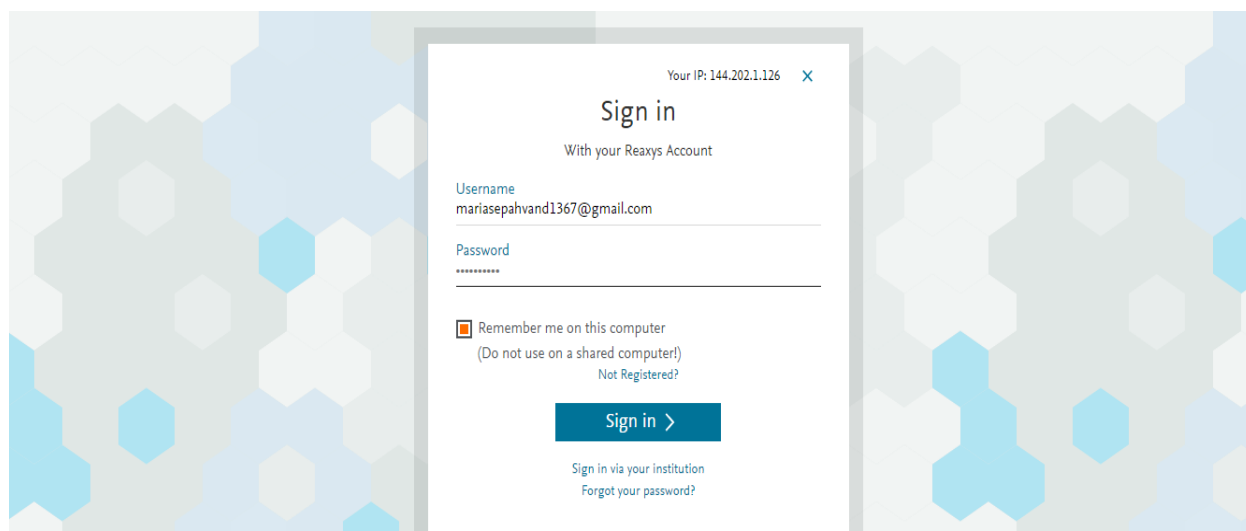 Your IP: 144.202.1.126 X
Sign in
With your Reaxys Account
Username
mariasepahvand1367@gmail.com
Password
••••••••••
Remember me on this computer
(Do not use on a shared computer!)
Not Registered?
Sign in >
Sign in via your institution
Forgot your password?